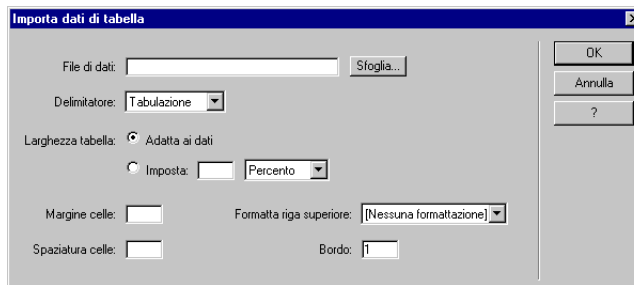 Importa dati di tabella
File di dati: Sfoglia...
OK
Delimitatore: Tabulazione
Annulla
?
Larghezza tabella: Adatta ai dati
Imposta: Percento
Margine celle: Formatta riga superiore: [Nessuna formattazione]
Spaziatura celle: Bordo: 1